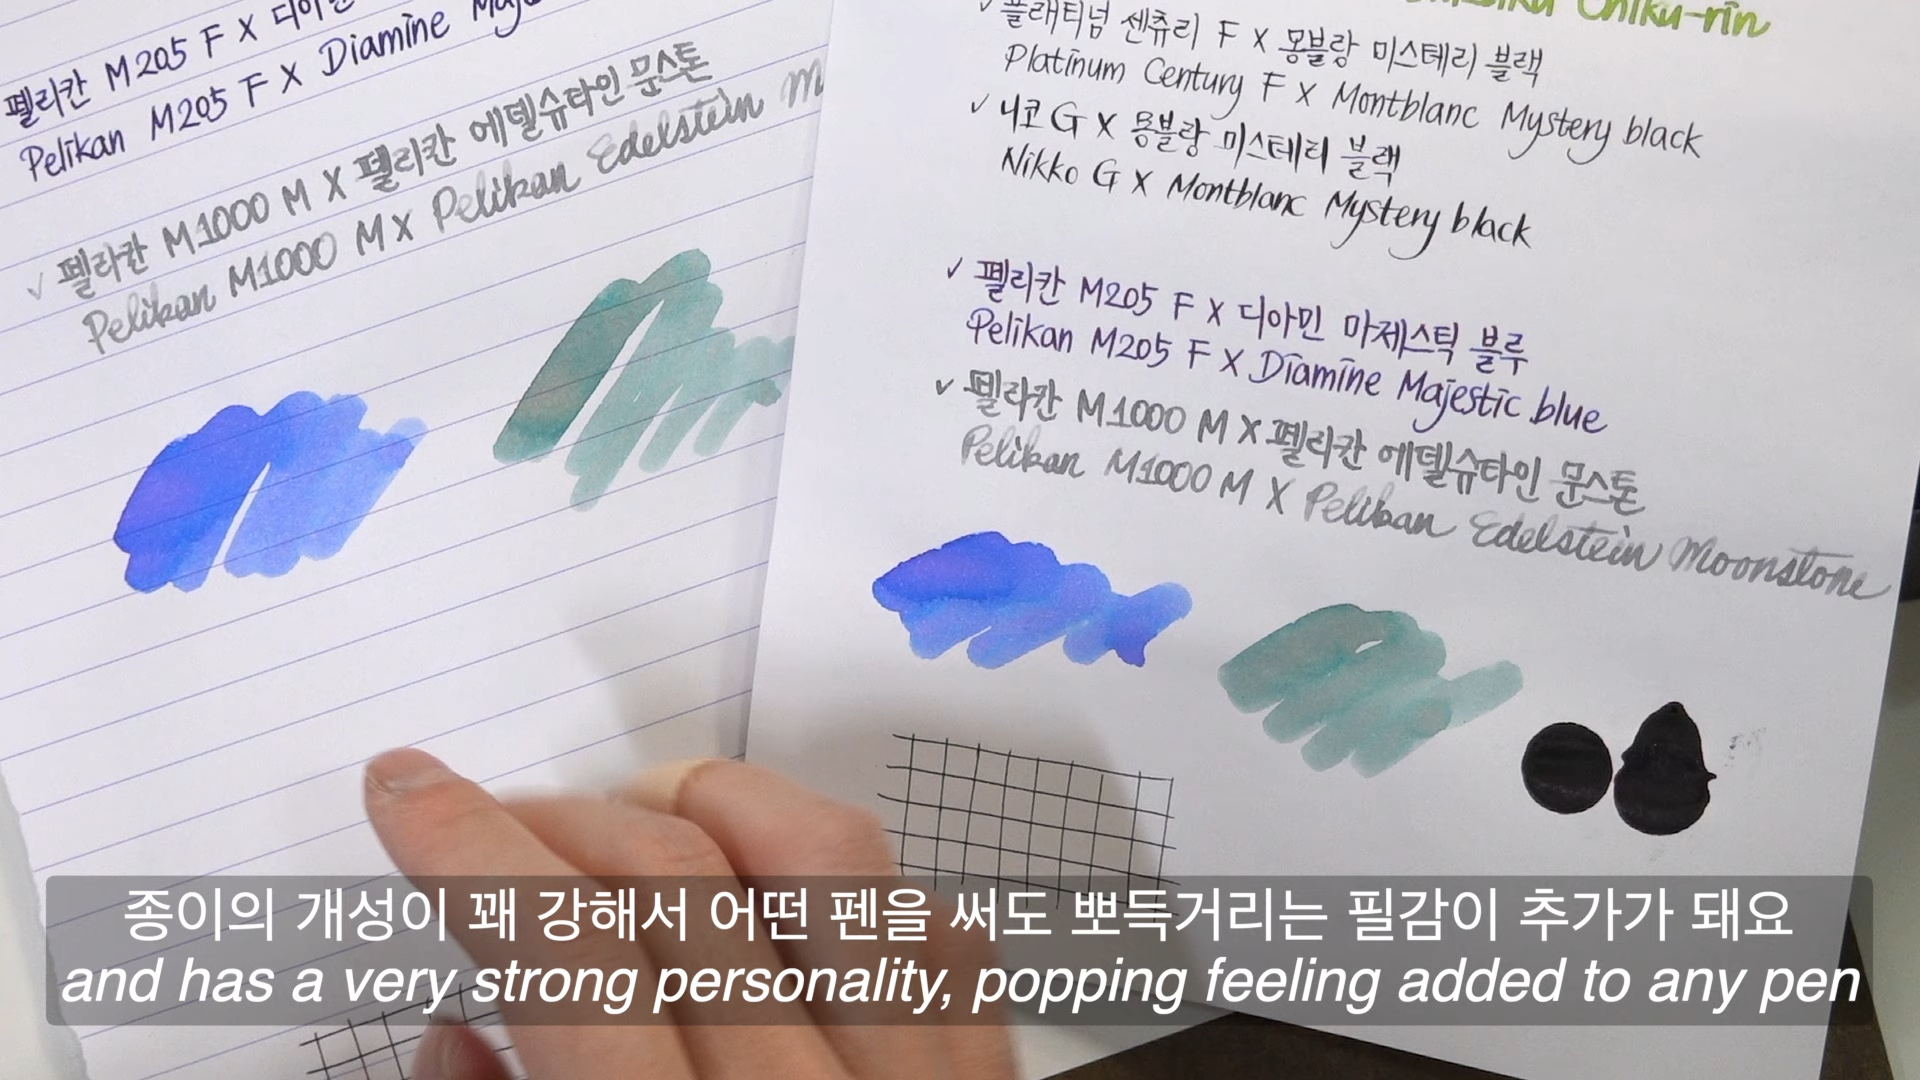 펠리칸 M205 F X
Pelikan M205 F X Diamine
✓ 펠리칸 M1000 M X 펠리칸 에델슈타인 문스톤
Pelikan M1000 M X Pelikan Edelstein M
Chiku-rin
✓ 플래티넘 센츄리 F X 몽블랑 미스테리 블랙
Platinum Century F X Montblanc Mystery black
✓ 니코 G X 몽블랑 미스테리 블랙
Nikko G X Montblanc Mystery black
✓ 펠리칸 M205 F X 디아민 마제스틱 블루
Pelikan M205 F X Diamine Majestic blue
✓ 펠리칸 M1000 M X 펠리칸 에델슈타인 문스톤
Pelikan M1000 M X Pelikan Edelstein Moonstone
종이의 개성이 꽤 강해서 어떤 펜을 써도 뽀득거리는 필감이 추가가 돼요
and has a very strong personality, popping feeling added to any pen